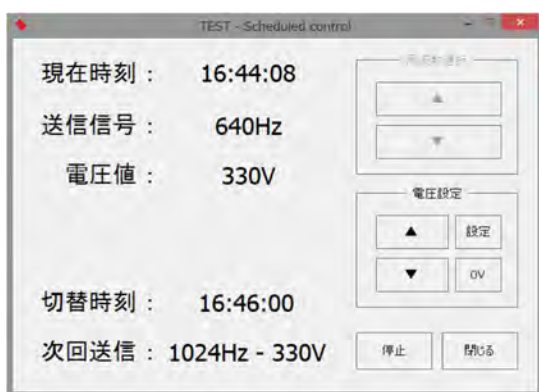 TEST - Scheduled control
現在時刻 : 16:44:08
送信信号 : 640Hz
電圧値 : 330V
切替時刻 : 16:46:00
次回送信 : 1024Hz - 330V
▲
▼
電圧設定
▲ 設定
▼ 0V
停止 閉じる